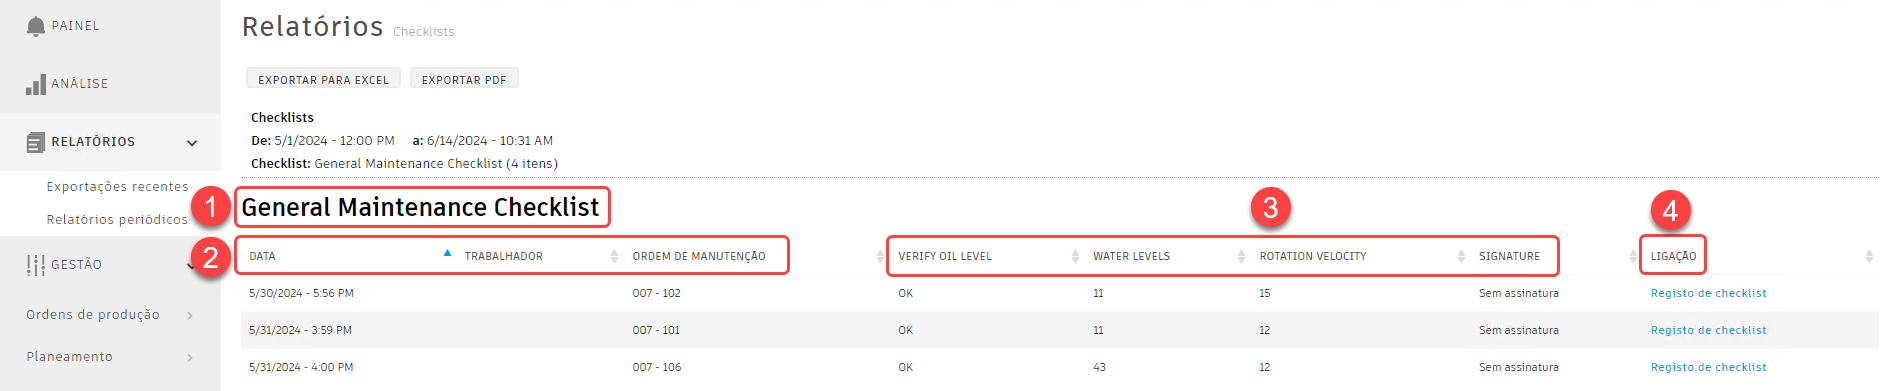 PAINEL
ANÁLISE
RELATÓRIOS
Exportações recentes
Relatórios periódicos
GESTÃO
Ordens de produção
Planeamento
Relatórios Checklists
EXPORTAR PARA EXCEL EXPORTAR PDF
Checklists
De: 5/1/2024 - 12:00 PM a: 6/14/2024 - 10:31 AM
Checklist: General Maintenance Checklist (4 itens)
1 General Maintenance Checklist 3 4
2 DATA TRABALHADOR ORDEM DE MANUTENÇÃO VERIFY OIL LEVEL WATER LEVELS ROTATION VELOCITY SIGNATURE LIGAÇÃO
5/30/2024 - 5:56 PM 007 - 102 OK 11 15 Sem assinatura Registo de checklist
5/31/2024 - 3:59 PM 007 - 101 OK 11 12 Sem assinatura Registo de checklist
5/31/2024 - 4:00 PM 007 - 106 OK 43 12 Sem assinatura Registo de checklist